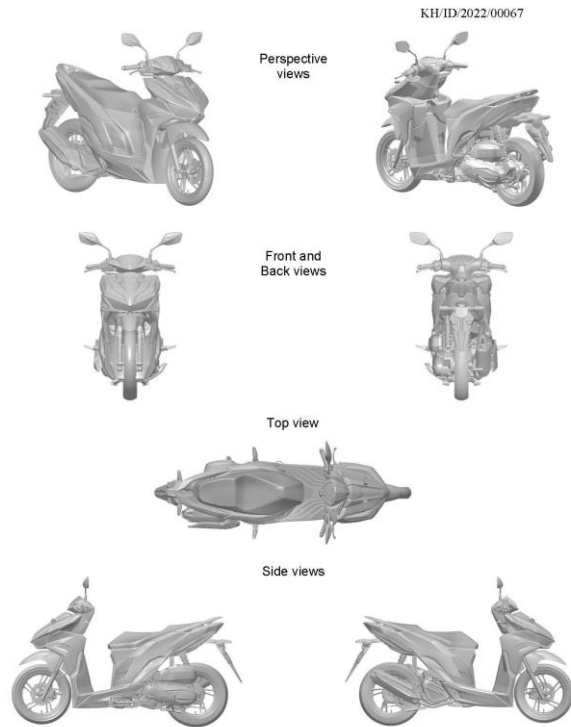 KH/ID/2022/00067
Perspective
views
Front and
Back views
Top view
Side views